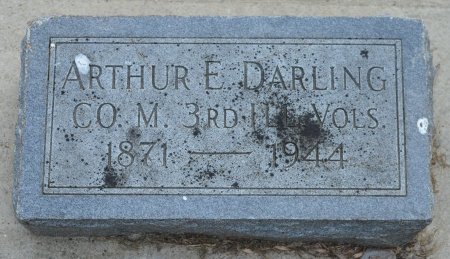 ARTHUR E. DARLING
CO. M. 3RD ILL. VOLS.
1871 — 1944